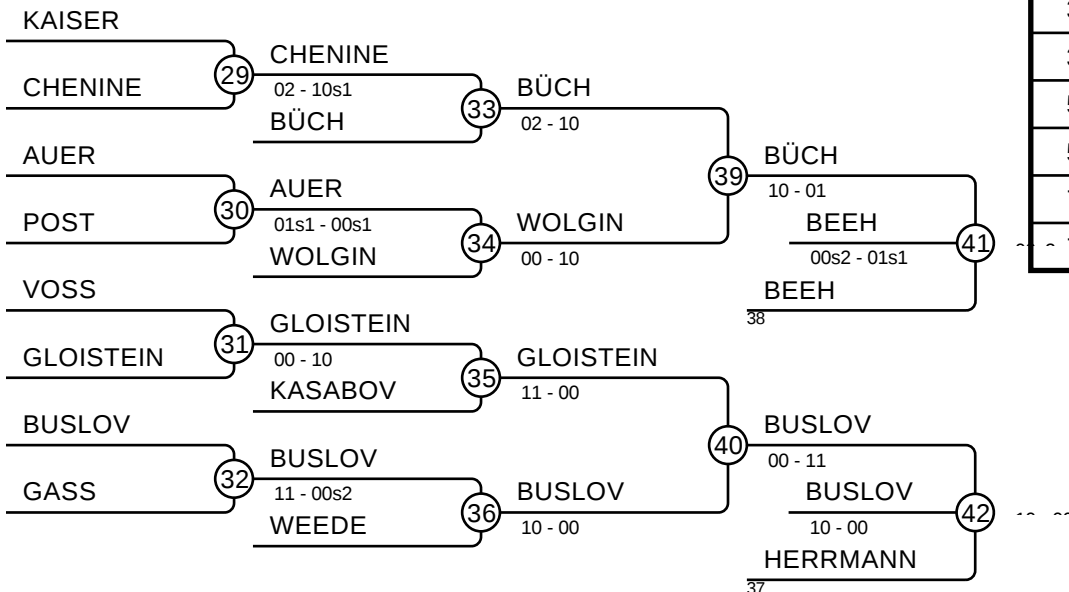 KAISER
29
CHENINE
CHENINE
02 - 10s1
33
BÜCH
BÜCH
02 - 10
AUER
30
POST
AUER
01s1 - 00s1
34
WOLGIN
WOLGIN
00 - 10
39
BÜCH
10 - 01
BEEH
41
00s2 - 01s1
BEEH
38
VOSS
31
GLOISTEIN
GLOISTEIN
00 - 10
35
KASABOV
GLOISTEIN
11 - 00
BUSLOV
32
GASS
BUSLOV
11 - 00s2
36
WEEDE
BUSLOV
10 - 00
40
BUSLOV
00 - 11
BUSLOV
42
10 - 00
HERRMANN
37